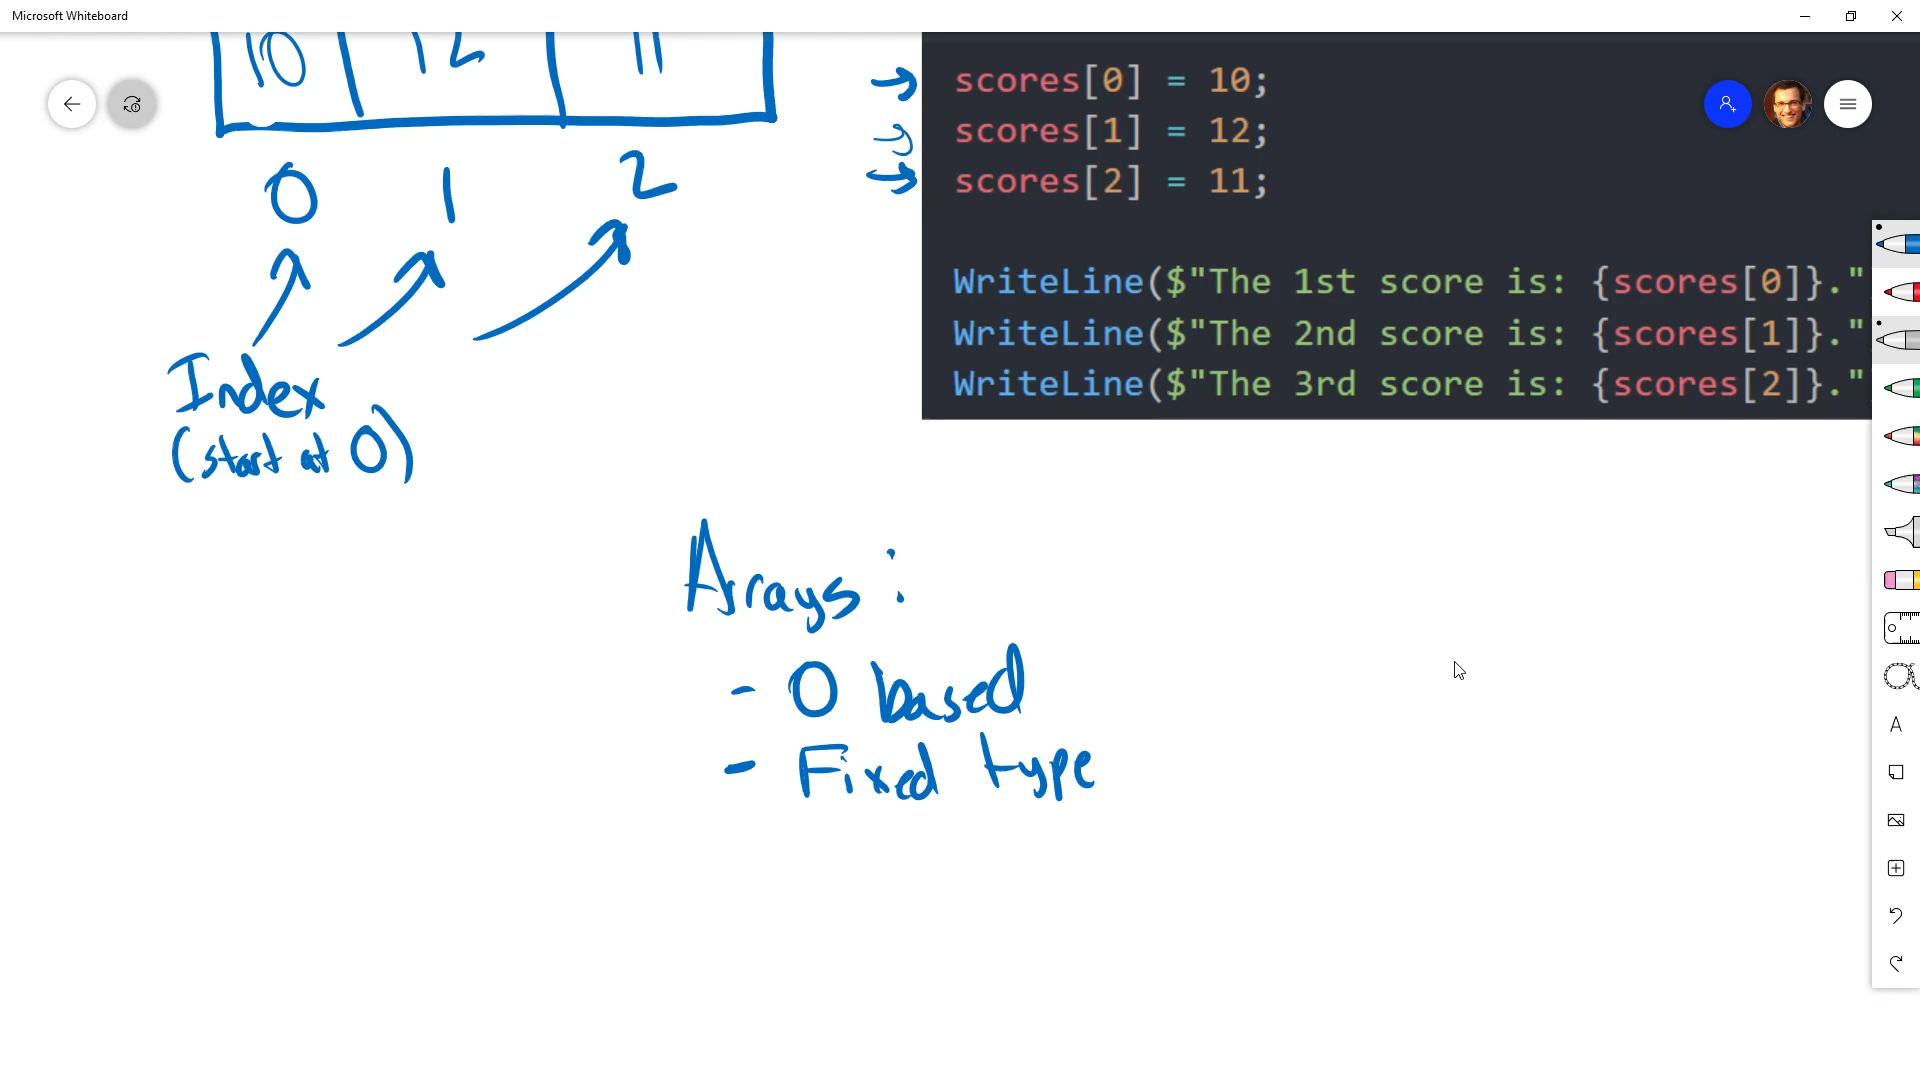 Microsoft Whiteboard
10 12 11
0 1 2
Index
(start at 0)
scores[0] = 10;
scores[1] = 12;
scores[2] = 11;
WriteLine($"The 1st score is: {scores[0]}."
WriteLine($"The 2nd score is: {scores[1]}."
WriteLine($"The 3rd score is: {scores[2]}."
Arrays:
- 0 based
- Fixed type
A